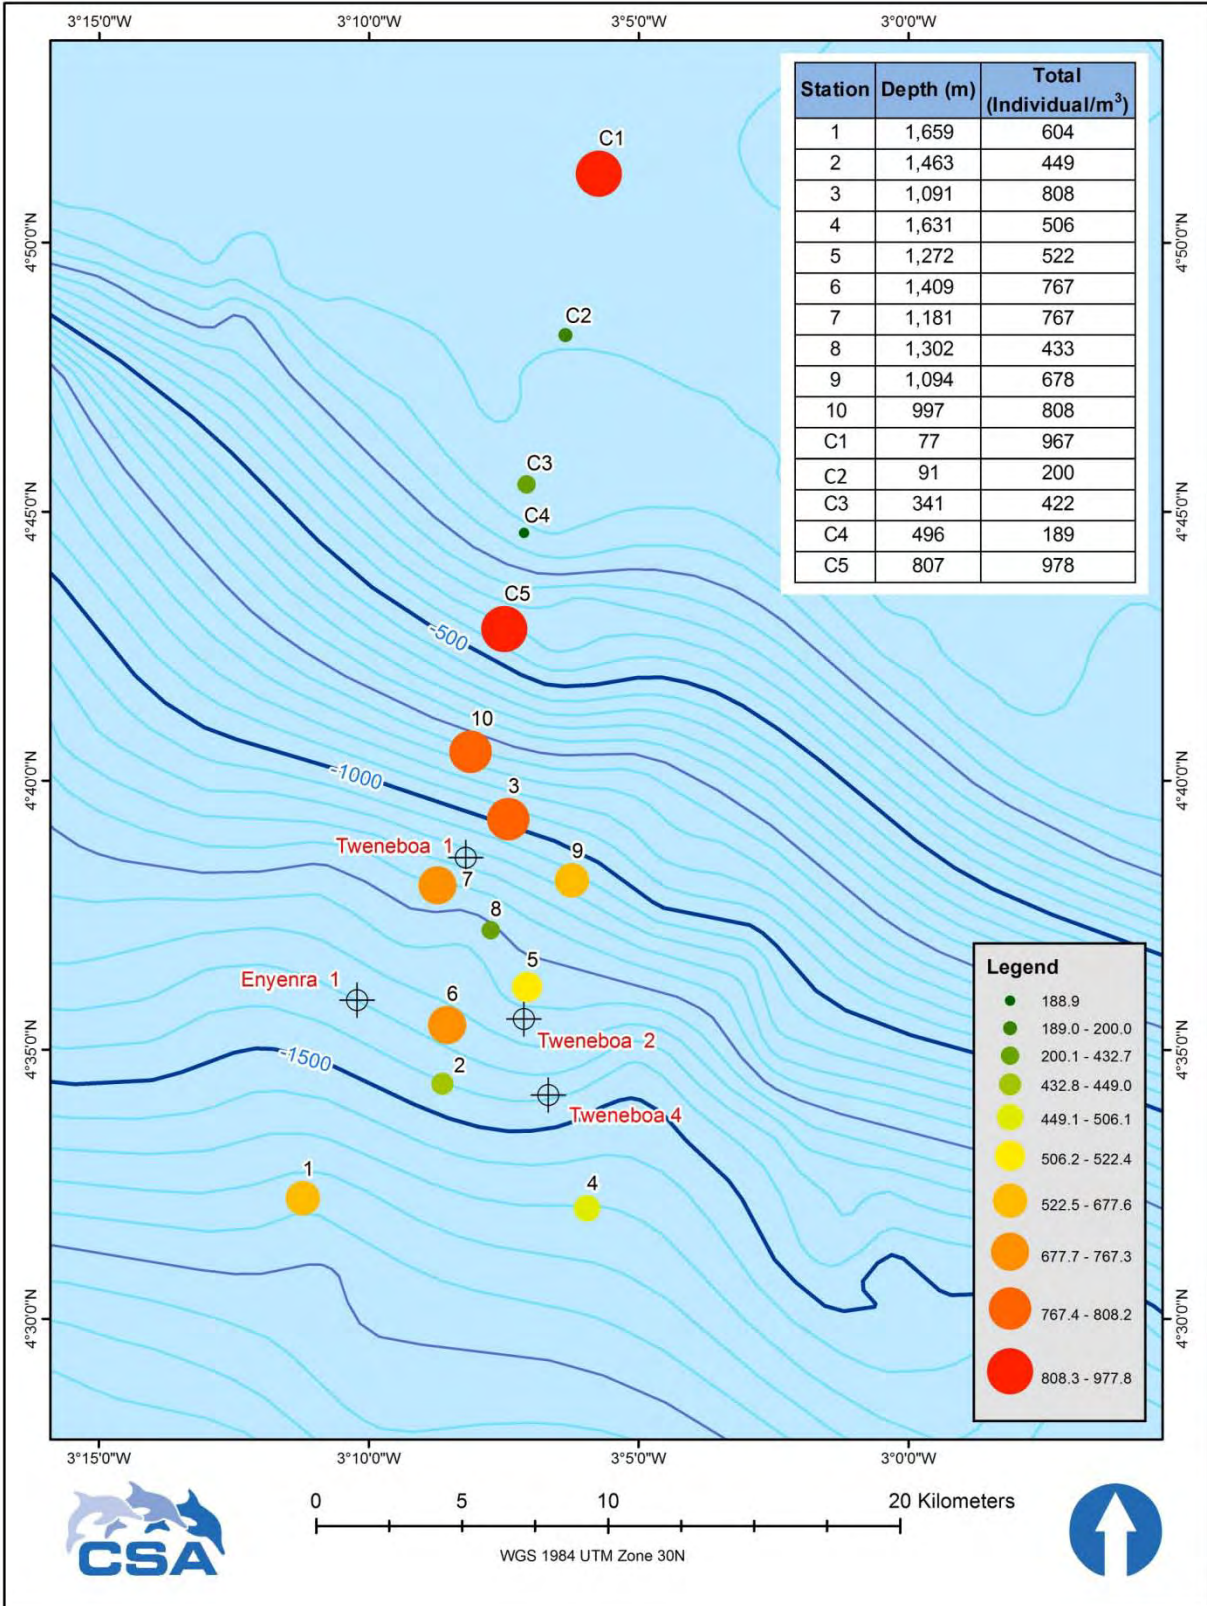 3°15'0"W 3°10'0"W 3°5'0"W 3°0'0"W
Station Depth (m) Total (Individual/m³)
1 1,659 604
2 1,463 449
3 1,091 808
4 1,631 506
5 1,272 522
6 1,409 767
7 1,181 767
8 1,302 433
9 1,094 678
10 997 808
C1 77 967
C2 91 200
C3 341 422
C4 496 189
C5 807 978
C1
4°50'0"N 4°50'0"N
C2
C3
4°45'0"N 4°45'0"N
C4
C5
-500
10
4°40'0"N 4°40'0"N
-1000
3
Tweneboa 1
9
7
8
5
Enyenra 1
6
Tweneboa 2
4°35'0"N 4°35'0"N
-1500
2
Tweneboa 4
1
4
4°30'0"N 4°30'0"N
Legend
188.9
189.0 - 200.0
200.1 - 432.7
432.8 - 449.0
449.1 - 506.1
506.2 - 522.4
522.5 - 677.6
677.7 - 767.3
767.4 - 808.2
808.3 - 977.8
3°15'0"W 3°10'0"W 3°5'0"W 3°0'0"W
CSA
0 5 10 20 Kilometers
WGS 1984 UTM Zone 30N